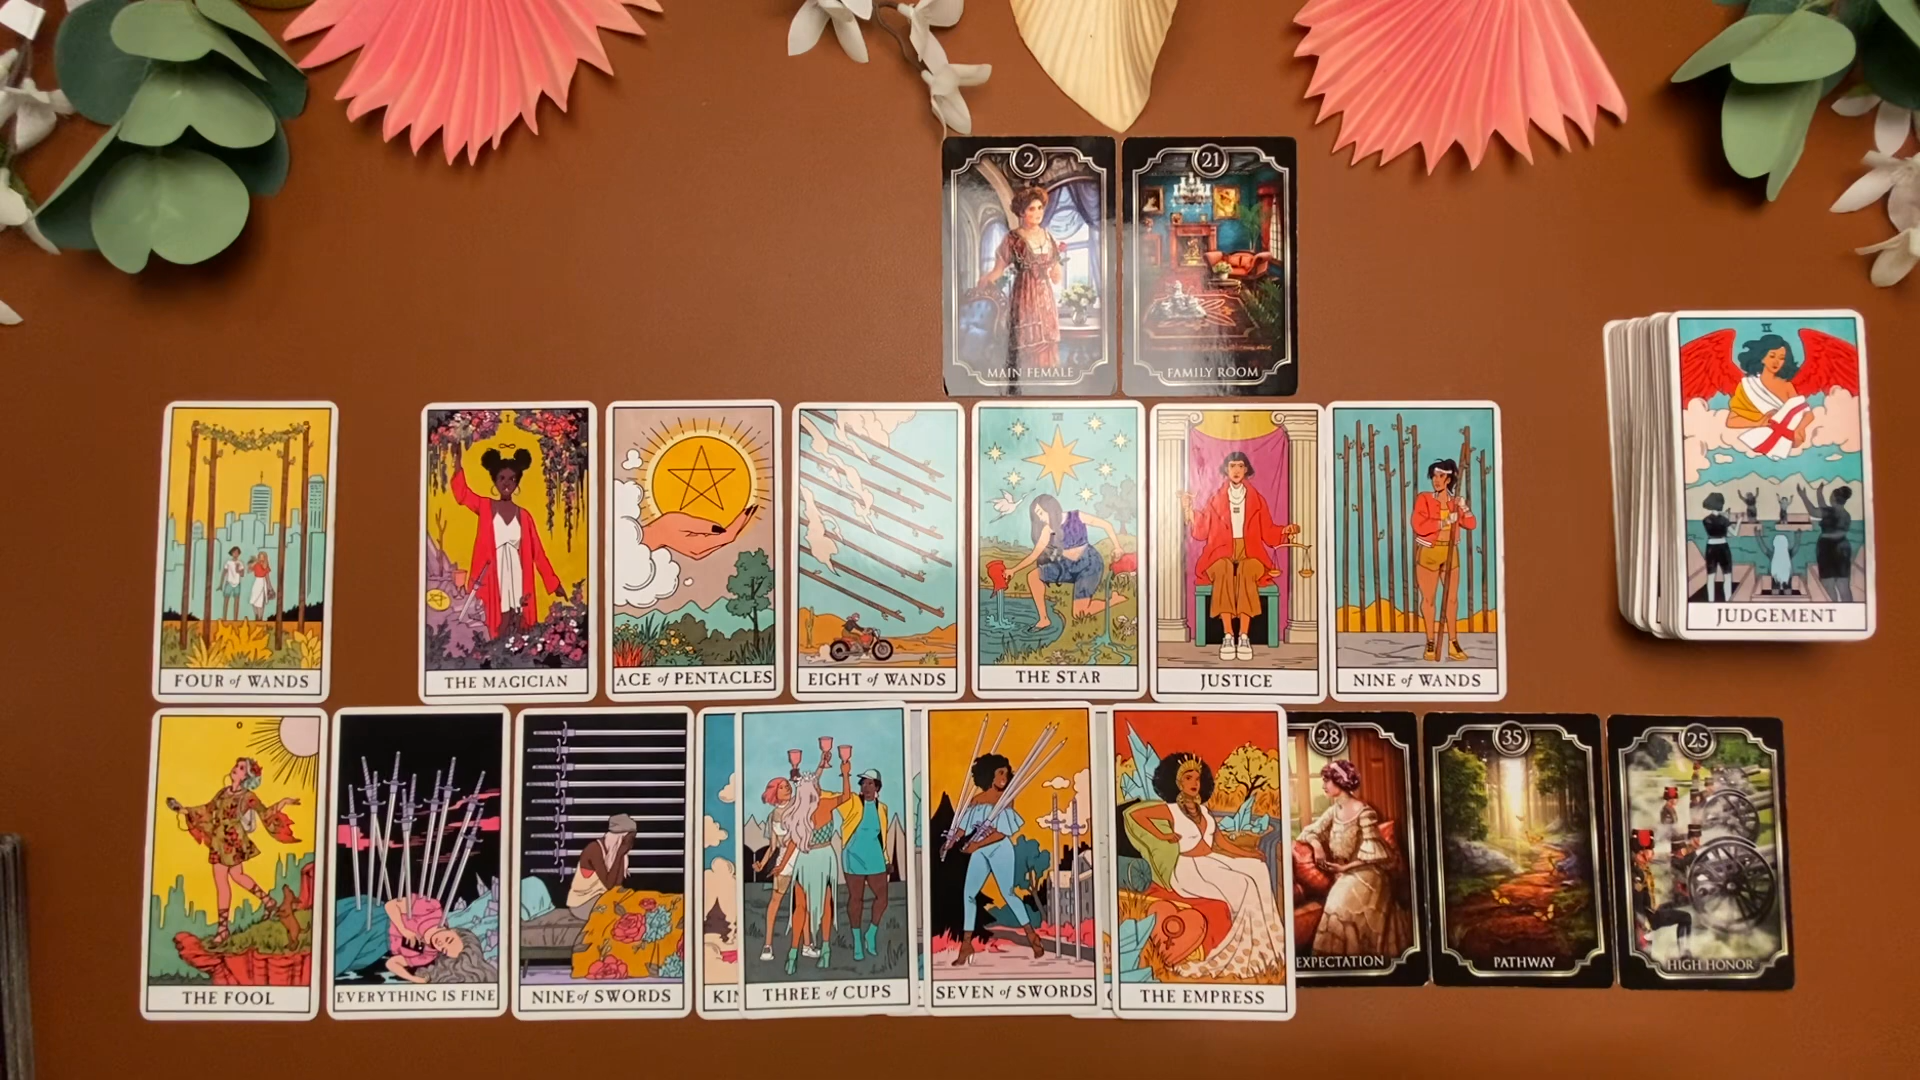 2
MAIN FEMALE
21
FAMILY ROOM
FOUR of WANDS
I
THE MAGICIAN
ACE of PENTACLES
EIGHT of WANDS
THE STAR
JUSTICE
NINE of WANDS
JUDGEMENT
0
THE FOOL
EVERYTHING IS FINE
NINE of SWORDS
KIN
THREE of CUPS
SEVEN of SWORDS
THE EMPRESS
28
EXPECTATION
35
PATHWAY
25
HIGH HONOR